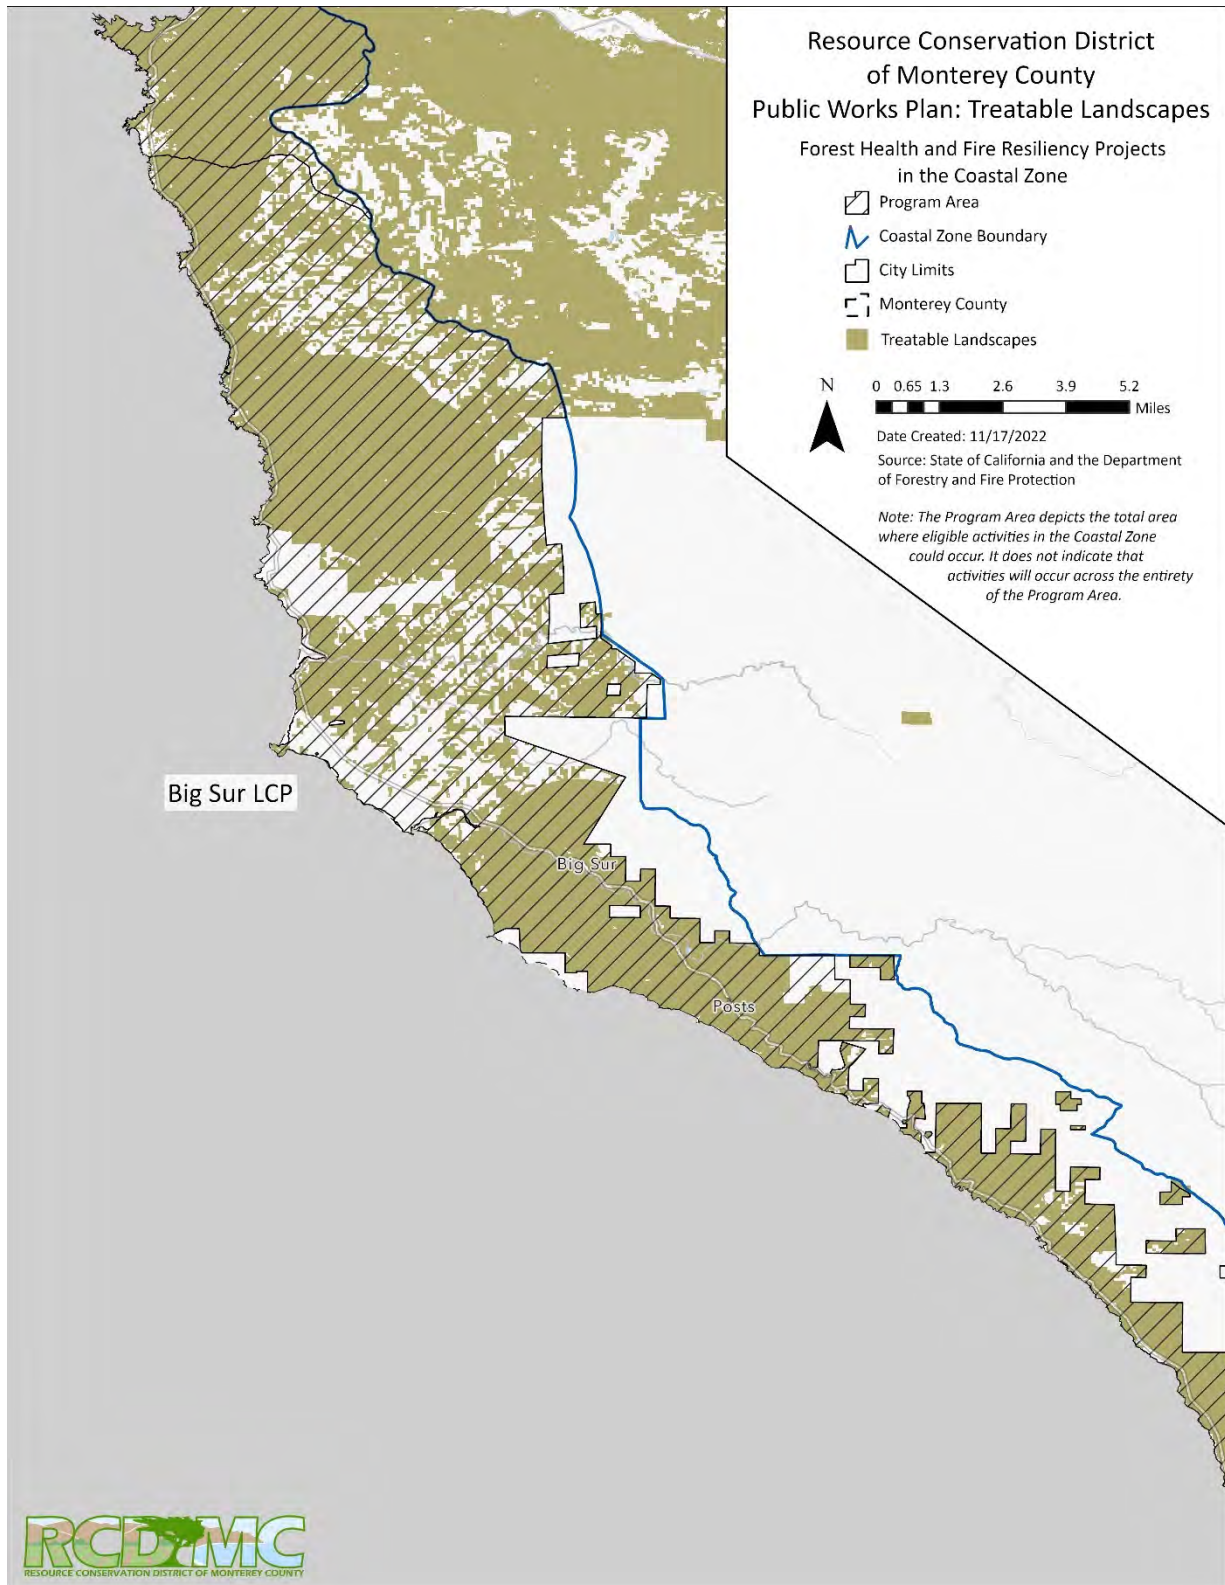 Resource Conservation District
of Monterey County
Public Works Plan: Treatable Landscapes
Forest Health and Fire Resiliency Projects
in the Coastal Zone
Program Area
Coastal Zone Boundary
City Limits
Monterey County
Treatable Landscapes
N
0 0.65 1.3 2.6 3.9 5.2
Miles
Date Created: 11/17/2022
Source: State of California and the Department
of Forestry and Fire Protection
Note: The Program Area depicts the total area
where eligible activities in the Coastal Zone
could occur. It does not indicate that
activities will occur across the entirety
of the Program Area.
Big Sur LCP
Big Sur
Posts
RCDMC
RESOURCE CONSERVATION DISTRICT OF MONTEREY COUNTY